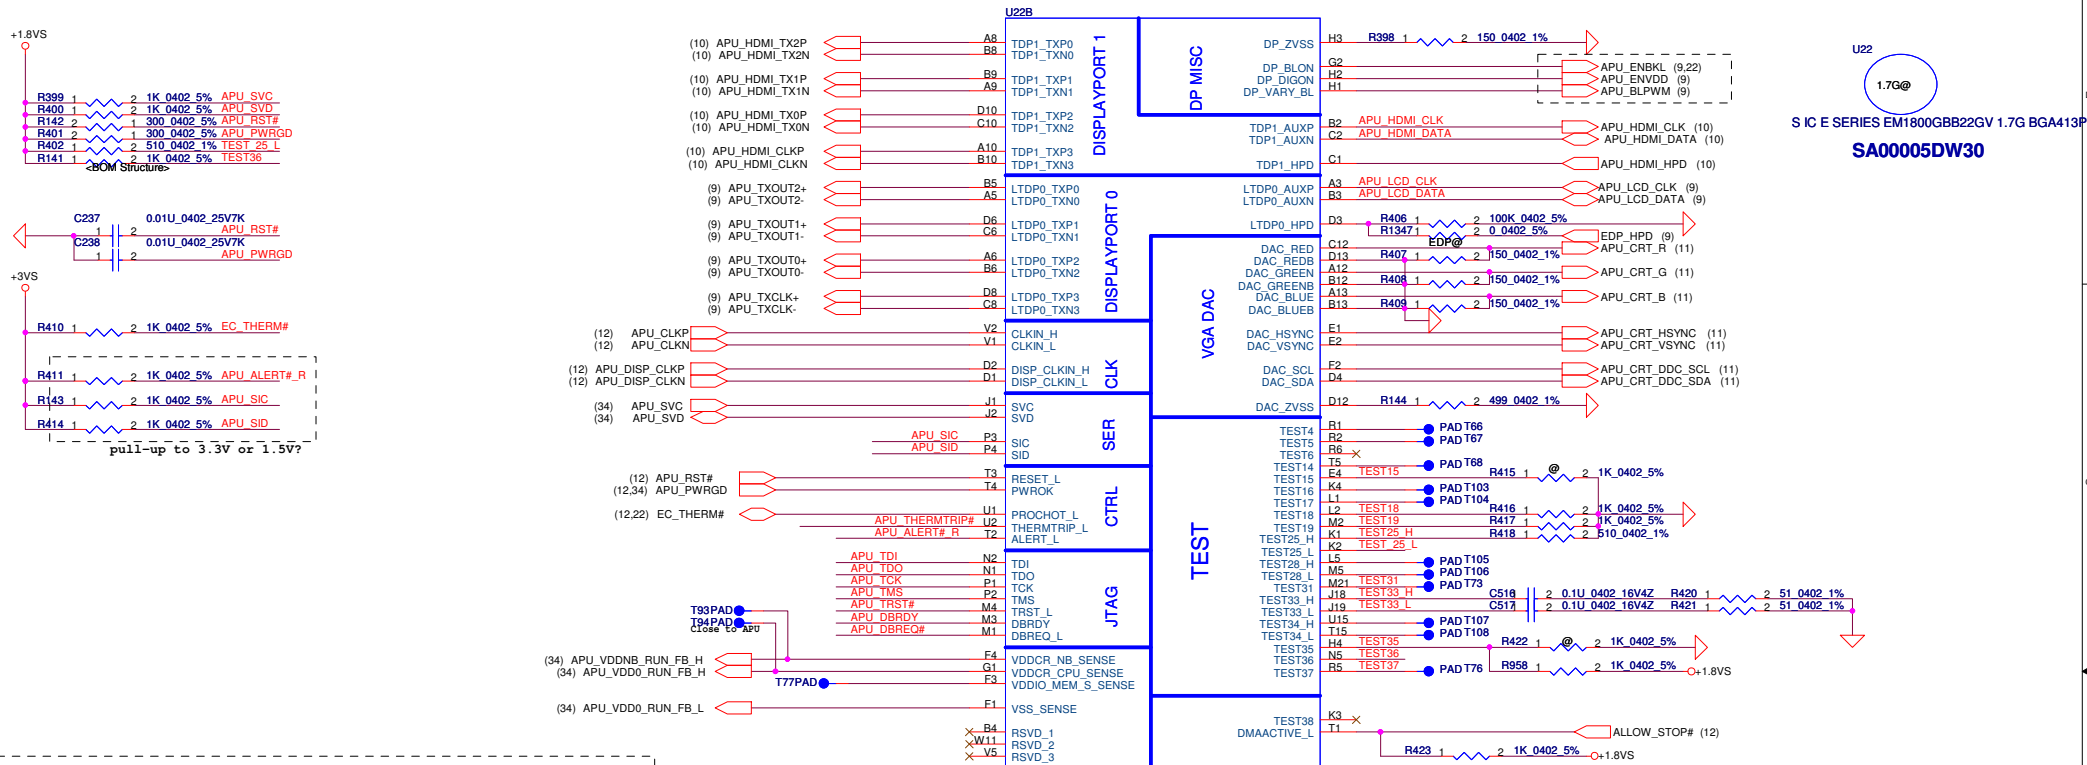 +1.8VS
R399 1 2 1K_0402_5% APU_SVC
R400 1 2 1K_0402_5% APU_SVD
R142 2 1 300_0402_5% APU_RST#
R401 2 1 300_0402_5% APU_PWRGD
R402 1 2 510_0402_1% TEST_25_L
R141 1 2 1K_0402_5% TEST36
<BOM Structure>
C237 1 2 0.01U_0402_25V7K APU_RST#
C238 1 2 0.01U_0402_25V7K APU_PWRGD
+3VS
R410 1 2 1K_0402_5% EC_THERM#
R411 1 2 1K_0402_5% APU_ALERT#_R
R143 1 2 1K_0402_5% APU_SIC
R414 1 2 1K_0402_5% APU_SID
pull-up to 3.3V or 1.5V?
U22B
(10) APU_HDMI_TX2P A8 TDP1_TXP0
(10) APU_HDMI_TX2N B8 TDP1_TXN0
(10) APU_HDMI_TX1P B9 TDP1_TXP1
(10) APU_HDMI_TX1N A9 TDP1_TXN1
(10) APU_HDMI_TX0P D10 TDP1_TXP2
(10) APU_HDMI_TX0N C10 TDP1_TXN2
(10) APU_HDMI_CLKP A10 TDP1_TXP3
(10) APU_HDMI_CLKN B10 TDP1_TXN3
DISPLAYPORT 1
(9) APU_TXOUT2+ B5 LTDP0_TXP0
(9) APU_TXOUT2- A5 LTDP0_TXN0
(9) APU_TXOUT1+ D6 LTDP0_TXP1
(9) APU_TXOUT1- C6 LTDP0_TXN1
(9) APU_TXOUT0+ A6 LTDP0_TXP2
(9) APU_TXOUT0- B6 LTDP0_TXN2
(9) APU_TXCLK+ D8 LTDP0_TXP3
(9) APU_TXCLK- C8 LTDP0_TXN3
DISPLAYPORT 0
(12) APU_CLKP V2 CLKIN_H
(12) APU_CLKN V1 CLKIN_L
(12) APU_DISP_CLKP D2 DISP_CLKIN_H
(12) APU_DISP_CLKN D1 DISP_CLKIN_L
CLK
(34) APU_SVC J1 SVC
(34) APU_SVD J2 SVD
APU_SIC P3 SIC
APU_SID P4 SID
SER
(12) APU_RST# T3 RESET_L
(12,34) APU_PWRGD T4 PWROK
(12,22) EC_THERM# U1 PROCHOT_L
APU_THERMTRIP# U2 THERMTRIP_L
APU_ALERT#_R T2 ALERT_L
CTRL
APU_TDI N2 TDI
APU_TDO N1 TDO
APU_TCK P1 TCK
APU_TMS P2 TMS
APU_TRST# M4 TRST_L
APU_DBRDY M3 DBRDY
APU_DBREQ# M1 DBREQ_L
JTAG
T93PAD
T94PAD
Close to APU
(34) APU_VDDNB_RUN_FB_H F4 VDDCR_NB_SENSE
(34) APU_VDD0_RUN_FB_H G1 VDDCR_CPU_SENSE
T77PAD F3 VDDIO_MEM_S_SENSE
(34) APU_VDD0_RUN_FB_L F1 VSS_SENSE
B4 RSVD_1
W11 RSVD_2
V5 RSVD_3
DP MISC
DP_ZVSS H3 R398 1 2 150_0402_1%
DP_BLON G2 APU_ENBKL (9,22)
DP_DIGON H2 APU_ENVDD (9)
DP_VARY_BL H1 APU_BLPWM (9)
TDP1_AUXP B2 APU_HDMI_CLK APU_HDMI_CLK (10)
TDP1_AUXN C2 APU_HDMI_DATA APU_HDMI_DATA (10)
TDP1_HPD C1 APU_HDMI_HPD (10)
LTDP0_AUXP A3 APU_LCD_CLK APU_LCD_CLK (9)
LTDP0_AUXN B3 APU_LCD_DATA APU_LCD_DATA (9)
LTDP0_HPD D3 R406 1 2 100K_0402_5%
R1347 1 2 0_0402_5% EDP_HPD (9)
EDP@
VGA DAC
DAC_RED C12 APU_CRT_R (11)
DAC_REDB D13 R407 1 2 150_0402_1%
DAC_GREEN A12 APU_CRT_G (11)
DAC_GREENB B12 R408 1 2 150_0402_1%
DAC_BLUE A13 APU_CRT_B (11)
DAC_BLUEB B13 R409 1 2 150_0402_1%
DAC_HSYNC E1 APU_CRT_HSYNC (11)
DAC_VSYNC E2 APU_CRT_VSYNC (11)
DAC_SCL F2 APU_CRT_DDC_SCL (11)
DAC_SDA D4 APU_CRT_DDC_SDA (11)
DAC_ZVSS D12 R144 1 2 499_0402_1%
TEST
TEST4 R1 PAD T66
TEST5 R2 PAD T67
TEST6 R6
TEST14 T5 PAD T68
TEST15 E4 TEST15 R415 1 @ 2 1K_0402_5%
TEST16 K4 PAD T103
TEST17 L1 PAD T104
TEST18 L2 TEST18 R416 1 2 1K_0402_5%
TEST19 M2 TEST19 R417 1 2 1K_0402_5%
TEST25_H K1 TEST25_H R418 1 2 510_0402_1%
TEST25_L K2 TEST_25_L
TEST28_H L5 PAD T105
TEST28_L M5 PAD T106
TEST31 M21 TEST31 PAD T73
TEST33_H J18 TEST33_H C516 1 2 0.1U_0402_16V4Z R420 1 2 51_0402_1%
TEST33_L J19 TEST33_L C517 1 2 0.1U_0402_16V4Z R421 1 2 51_0402_1%
TEST34_H U15 PAD T107
TEST34_L T15 PAD T108
TEST35 H4 TEST35 R422 1 @ 2 1K_0402_5%
TEST36 N5 TEST36
TEST37 R5 TEST37 PAD T76 R958 1 2 1K_0402_5% +1.8VS
TEST38 K3
DMAACTIVE_L T1 ALLOW_STOP# (12)
R423 1 2 1K_0402_5% +1.8VS
U22
1.7G@
S IC E SERIES EM1800GBB22GV 1.7G BGA413P
SA00005DW30